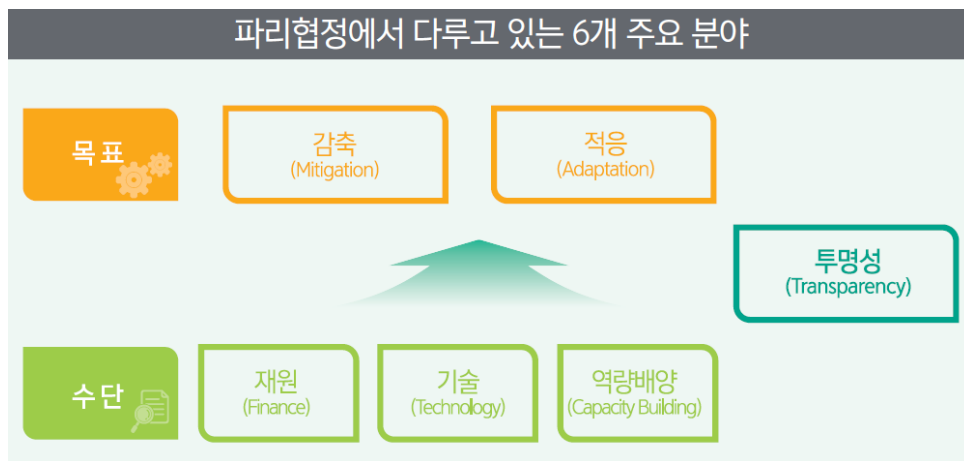 파리협정에서 다루고 있는 6개 주요 분야
목표
감축
(Mitigation)
적응
(Adaptation)
투명성
(Transparency)
수단
재원
(Finance)
기술
(Technology)
역량배양
(Capacity Building)